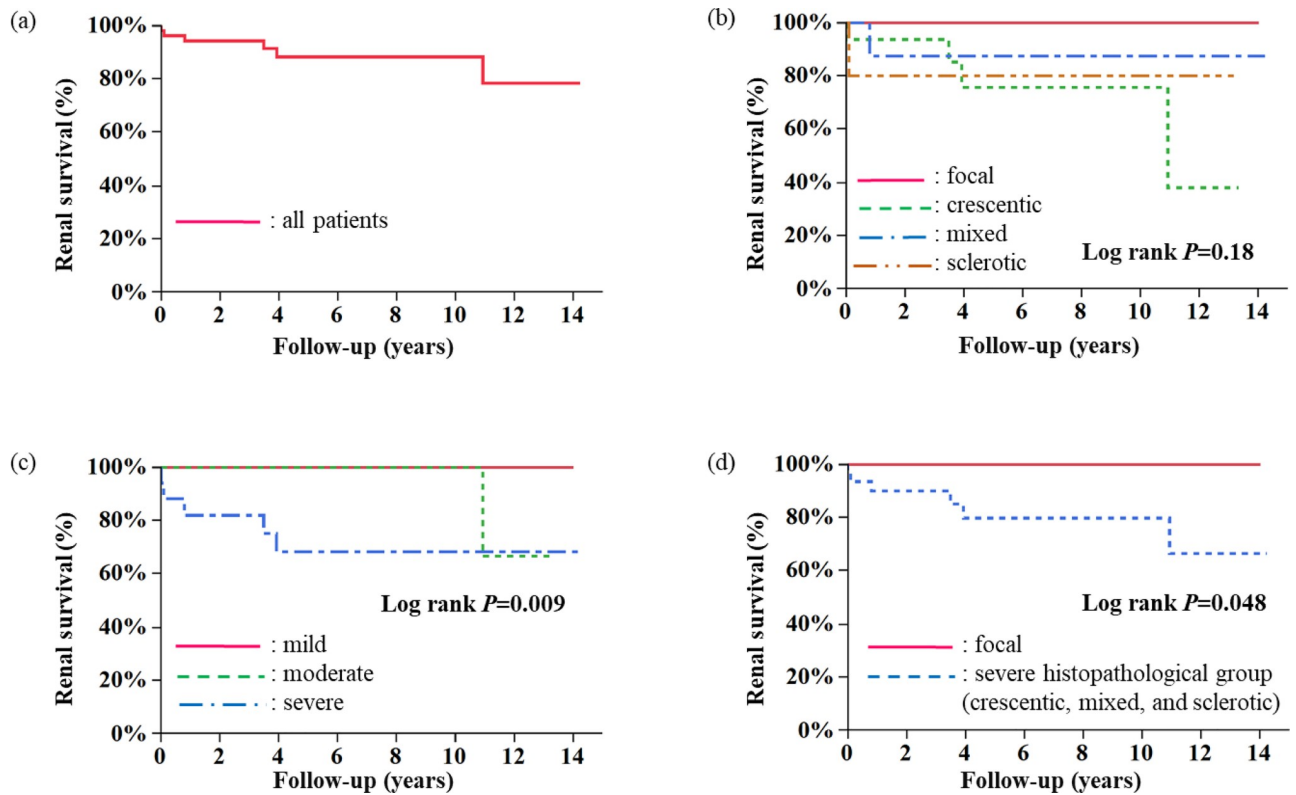 (a)
Renal survival (%)
100%
80%
60%
40%
20%
0%
: all patients
0 2 4 6 8 10 12 14
Follow-up (years)
(b)
Renal survival (%)
100%
80%
60%
40%
20%
0%
: focal
: crescentic
: mixed
: sclerotic
Log rank P=0.18
0 2 4 6 8 10 12 14
Follow-up (years)
(c)
Renal survival (%)
100%
80%
60%
40%
20%
0%
Log rank P=0.009
: mild
: moderate
: severe
0 2 4 6 8 10 12 14
Follow-up (years)
(d)
Renal survival (%)
100%
80%
60%
40%
20%
0%
Log rank P=0.048
: focal
: severe histopathological group
(crescentic, mixed, and sclerotic)
0 2 4 6 8 10 12 14
Follow-up (years)